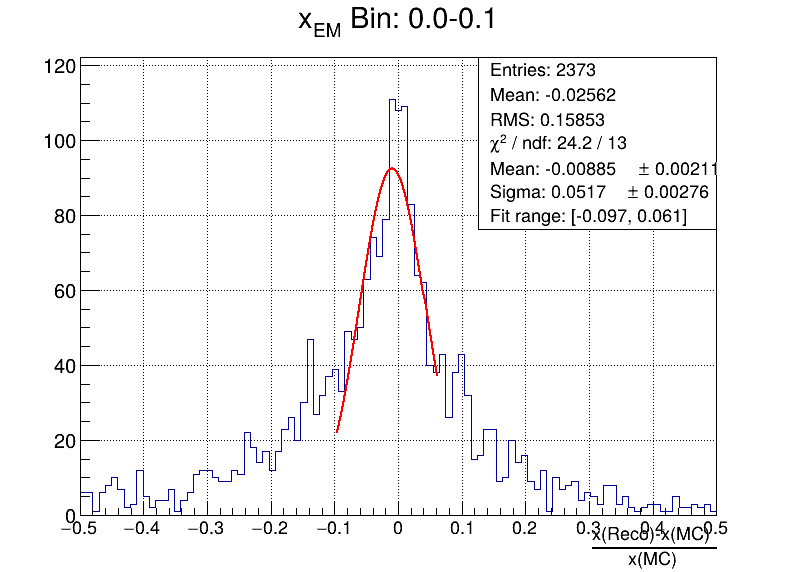 x_EM Bin: 0.0-0.1
Entries: 2373
Mean: -0.02562
RMS: 0.15853
χ² / ndf: 24.2 / 13
Mean: -0.00885 ± 0.00211
Sigma: 0.0517 ± 0.00276
Fit range: [-0.097, 0.061]
120
100
80
60
40
20
0
−0.5 −0.4 −0.3 −0.2 −0.1 0 0.1 0.2 0.3 0.4 0.5
x(Reco)-x(MC)
x(MC)